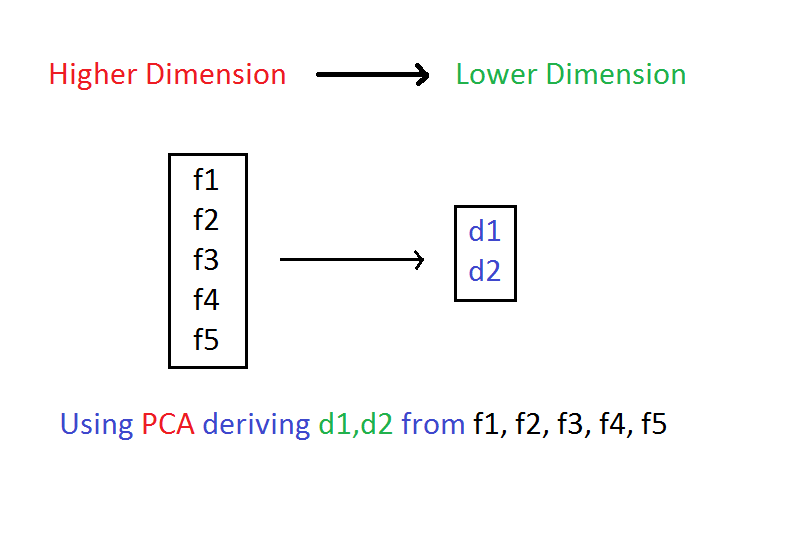 Higher Dimension Lower Dimension
f1
f2
f3
f4
f5
d1
d2
Using PCA deriving d1,d2 from f1, f2, f3, f4, f5